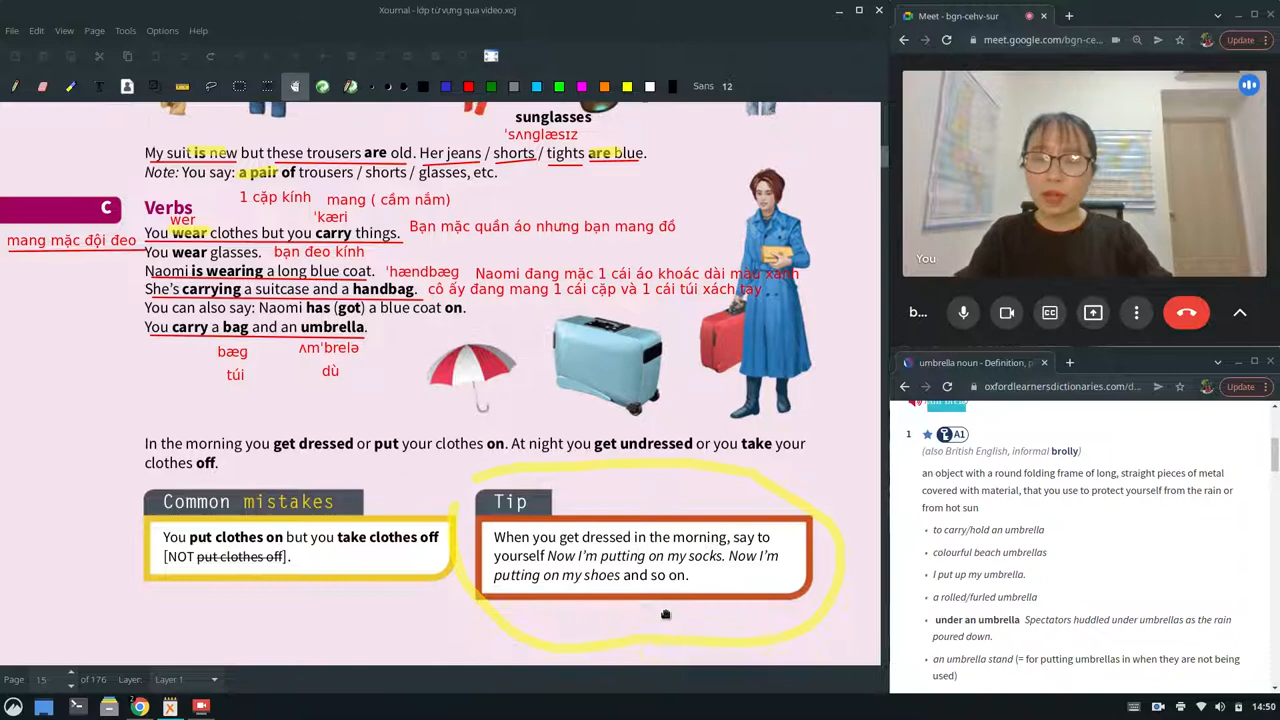 Xournal - lớp từ vựng qua video.xoj
File Edit View Page Tools Options Help
Sans 12
sunglasses
ˈsʌnɡlæsɪz
My suit is new but these trousers are old. Her jeans / shorts / tights are blue.
Note: You say: a pair of trousers / shorts / glasses, etc.
1 cặp kính
mang ( cầm nắm)
C
Verbs
wer
ˈkæri
mang mặc đội đeo
You wear clothes but you carry things.
Bạn mặc quần áo nhưng bạn mang đồ
You wear glasses.
bạn đeo kính
Naomi is wearing a long blue coat.
ˈhændbæɡ
Naomi đang mặc 1 cái áo khoác dài màu xanh
She's carrying a suitcase and a handbag.
cô ấy đang mang 1 cái cặp và 1 cái túi xách tay
You can also say: Naomi has (got) a blue coat on.
You carry a bag and an umbrella.
bæɡ
ʌmˈbrelə
túi
dù
In the morning you get dressed or put your clothes on. At night you get undressed or you take your
clothes off.
Common mistakes
You put clothes on but you take clothes off
[NOT put clothes off].
Tip
When you get dressed in the morning, say to
yourself Now I'm putting on my socks. Now I'm
putting on my shoes and so on.
Page 15 of 176 Layer: Layer 1
Meet - bgn-cehv-sur
meet.google.com/bgn-ce...
Update
You
b...
umbrella noun - Definition, p
oxfordlearnersdictionaries.com/d...
Update
1 A1
(also British English, informal brolly)
an object with a round folding frame of long, straight pieces of metal
covered with material, that you use to protect yourself from the rain or
from hot sun
to carry/hold an umbrella
colourful beach umbrellas
I put up my umbrella.
a rolled/furled umbrella
under an umbrella Spectators huddled under umbrellas as the rain
poured down.
an umbrella stand (= for putting umbrellas in when they are not being
used)
2
14:50